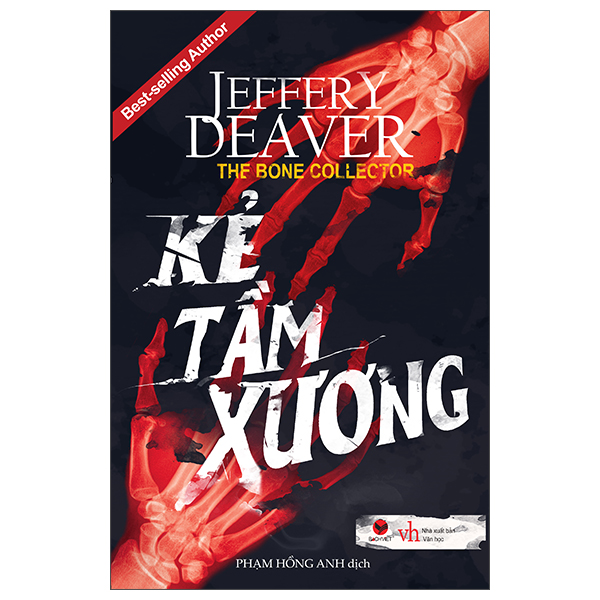 Best-selling Author
JEFFERY
DEAVER
THE BONE COLLECTOR
KẺ
TẦM
XƯƠNG
BÁCHVIỆT
vh
Nhà xuất bản
Văn học
PHẠM HỒNG ANH dịch